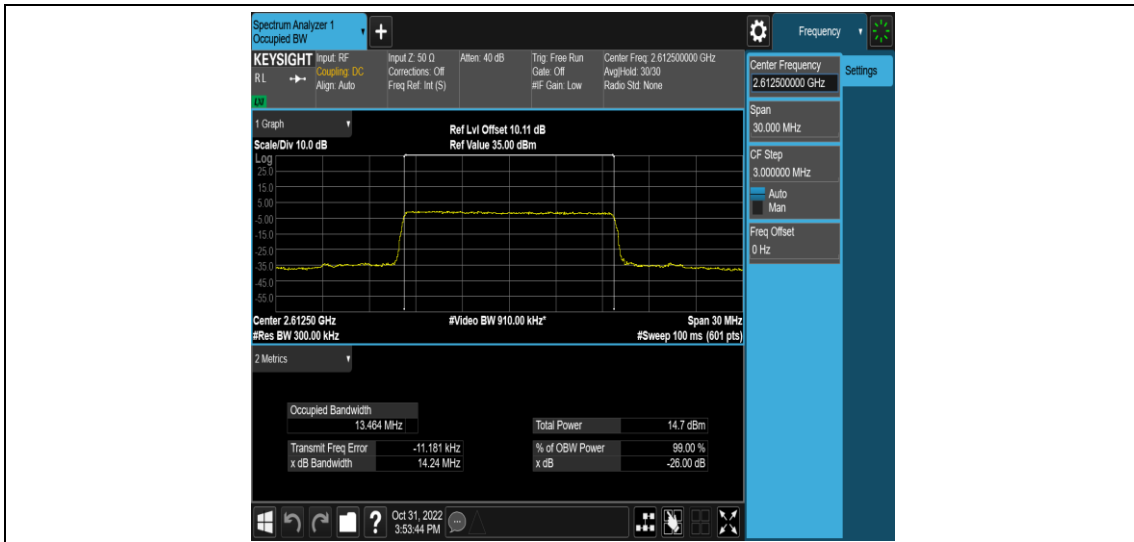 Spectrum Analyzer 1
Occupied BW
+
Frequency
KEYSIGHT
RL
LXI
Input: RF
Coupling: DC
Align: Auto
Input Z: 50 Ω
Corrections: Off
Freq Ref: Int (S)
Atten: 40 dB
Trig: Free Run
Gate: Off
#IF Gain: Low
Center Freq: 2.612500000 GHz
Avg|Hold: 30/30
Radio Std: None
Center Frequency
2.612500000 GHz
Settings
Span
30.000 MHz
CF Step
3.000000 MHz
Auto
Man
Freq Offset
0 Hz
1 Graph
Scale/Div 10.0 dB
Ref Lvl Offset 10.11 dB
Ref Value 35.00 dBm
Log
25.0
15.0
5.00
-5.00
-15.0
-25.0
-35.0
-45.0
-55.0
Center 2.61250 GHz
#Video BW 910.00 kHz*
Span 30 MHz
#Res BW 300.00 kHz
#Sweep 100 ms (601 pts)
2 Metrics
Occupied Bandwidth
13.464 MHz
Total Power 14.7 dBm
Transmit Freq Error -11.181 kHz
% of OBW Power 99.00 %
x dB Bandwidth 14.24 MHz
x dB -26.00 dB
?
Oct 31, 2022
3:53:44 PM